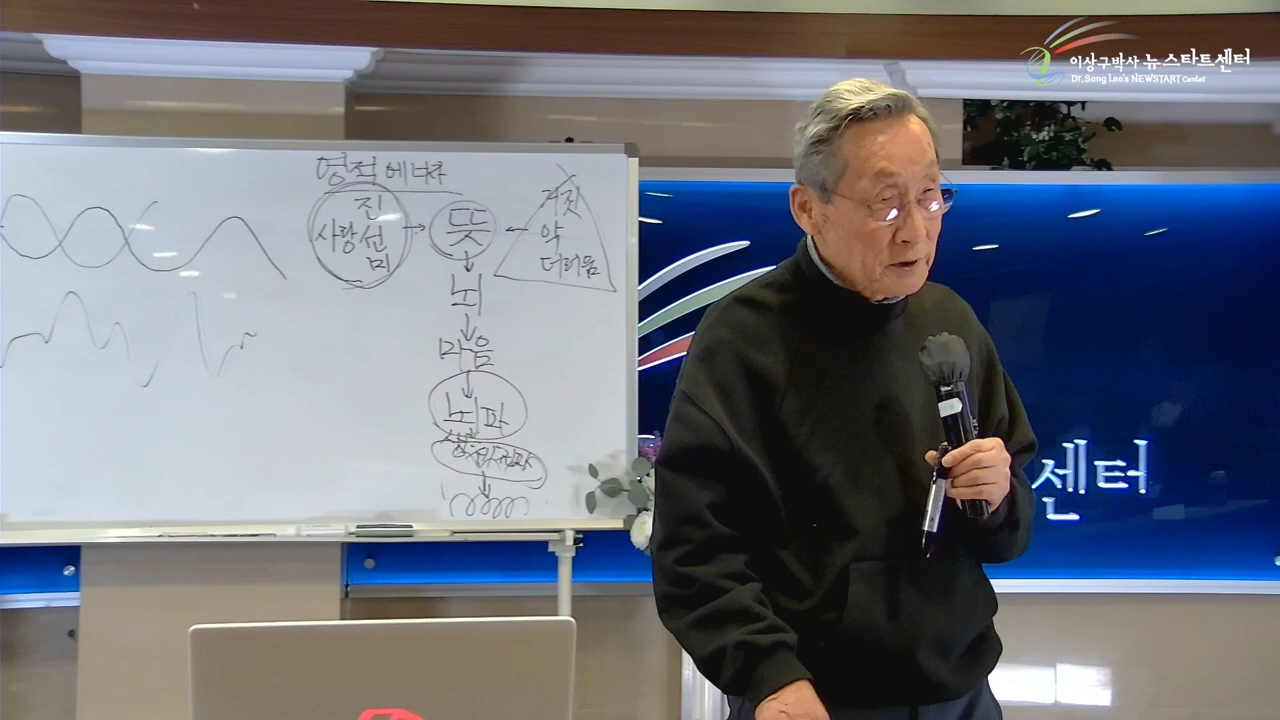 이상구박사 뉴스타트센터
Dr. Sang Lee's NEWSTART Center
영적 에너지
진
사랑 선
미
뜻
거짓
악
더러움
뇌
마음
뇌파
센터